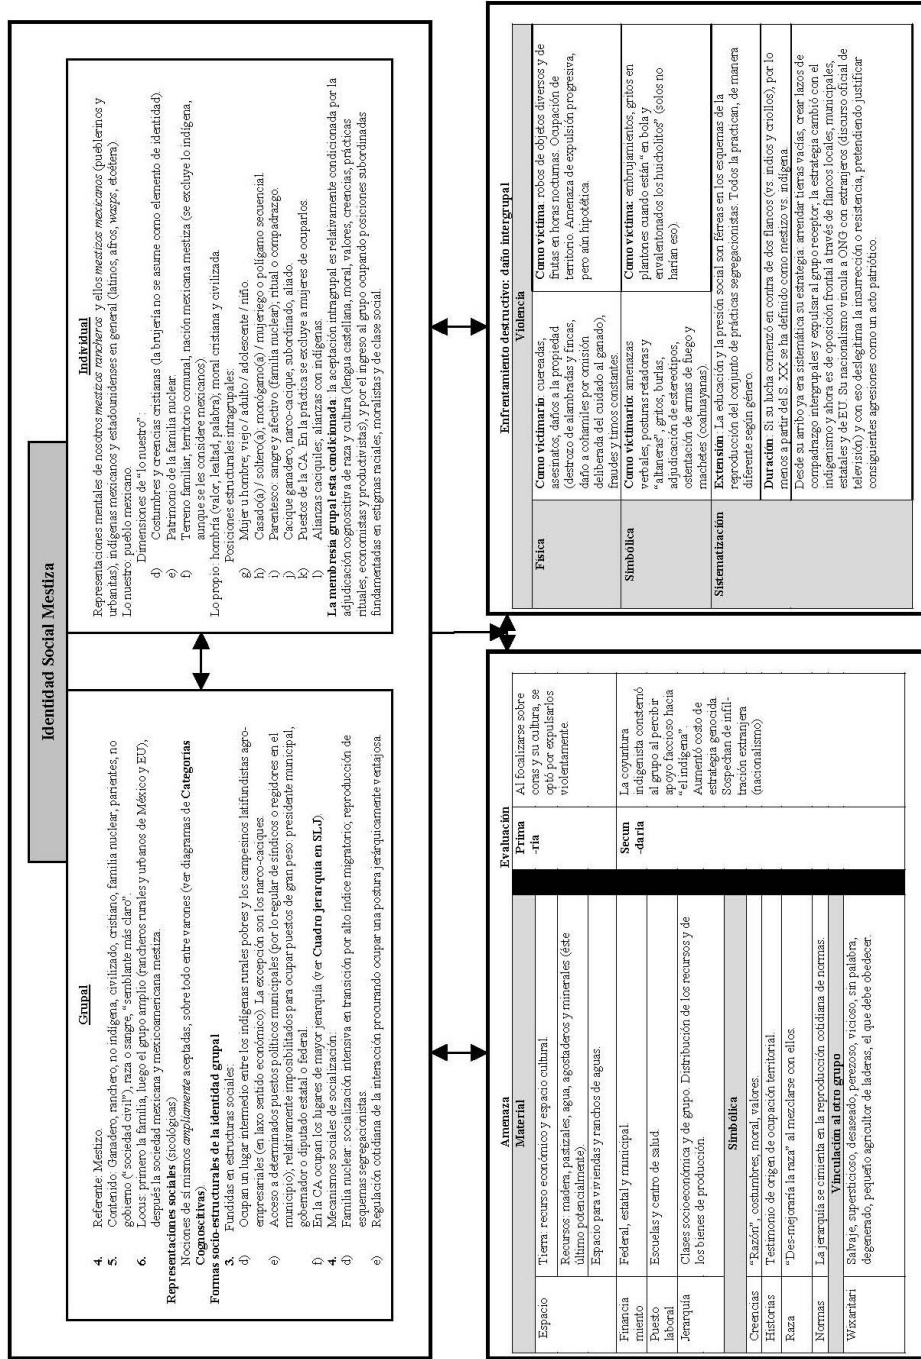 Identidad Social Mestiza
Grupal
4. Referente: Mestizo.
5. Contenido: Ganadero, ranchero, no indígena, civilizado, cristiano, familia nuclear, parientes, no
gobierno (“sociedad civil”), raza o sangre, “semblante más claro”.
6. Locus: primero la familia, luego el grupo amplio (rancheros rurales y urbanos de México y EU),
después la sociedad mexicana y mexicoamericana mestiza.
Representaciones sociales (sicológicas)
Nociones de sí mismos ampliamente aceptadas, sobre todo entre varones (ver diagramas de Categorías
Cognoscitivas).
Formas socio-estructurales de la identidad grupal
3. Fundidas en estructuras sociales:
d) Ocupan un lugar intermedio entre los indígenas rurales pobres y los campesinos latifundistas agro-
empresariales (en laxo sentido económico). La excepción son los narco-caciques.
e) Acceso a determinados puestos políticos municipales (por lo regular de síndicos o regidores en el
municipio), relativamente imposibilitados para ocupar puestos de gran peso: presidente municipal,
gobernador o diputado estatal o federal.
f) En la CA ocupan los lugares de mayor jerarquía (ver Cuadro jerarquía en SLJ).
4. Mecanismos sociales de socialización:
d) Familia nuclear: socialización intensiva en transición por alto índice migratorio, reproducción de
esquemas segregacionistas.
e) Regulación cotidiana de la interacción procurando ocupar una postura jerárquicamente ventajosa.
Individual
Representaciones mentales de nosotros mestizos rancheros y ellos mestizos mexicanos (pueblerinos y
urbanitas), indígenas mexicanos y estadounidenses en general (latinos, afros, wasps, etcétera).
Lo nuestro: pueblo mexicano.
Dimensiones de “lo nuestro”:
d) Costumbres y creencias cristianas (la brujería no se asume como elemento de identidad).
e) Patrimonio de la familia nuclear.
f) Terreno familiar, territorio comunal, nación mexicana mestiza (se excluye lo indígena,
aunque se les considere mexicanos).
Lo propio: hombría (valor, lealtad, palabra), moral cristiana y civilizada.
Posiciones estructurales intragrupales:
g) Mujer u hombre, viejo / adulto / adolescente / niño.
h) Casado(a) / soltero(a), monógamo(a) / mujeriego o polígamo secuencial.
i) Parentesco: sangre y afectivo (familia nuclear), ritual o compadrazgo.
j) Cacique ganadero, narco-cacique, subordinado, aliado.
k) Puestos de la CA. En la práctica se excluye a mujeres de ocuparlos.
l) Alianzas caciquiles, alianzas con indígenas.
La membresía grupal esta condicionada: la aceptación intragrupal es relativamente condicionada por la
adjudicación cognoscitiva de raza y cultura (lengua castellana, moral, valores, creencias, prácticas
rituales, economistas y productivistas), y por el ingreso al grupo ocupando posiciones subordinadas
fundamentadas en estigmas raciales, moralistas y de clase social.
Amenaza
Material
Espacio
Tierra: recurso económico y espacio cultural.
Recursos: madera, pastizales, agua, agostaderos y minerales (éste
último potencialmente).
Espacio para viviendas y ranchos de aguas.
Financia
miento
Federal, estatal y municipal.
Puesto
laboral
Escuelas y centro de salud.
Jerarquía
Clases socioeconómica y de grupo. Distribución de los recursos y de
los bienes de producción.
Simbólica
Creencias
“Razón”, costumbres, moral, valores.
Historias
Testimonio de origen de ocupación territorial.
Raza
“Des-mejoraría la raza” al mezclarse con ellos.
Normas
La jerarquía se cimienta en la reproducción cotidiana de normas.
Vinculación al otro grupo
Wixaritari
Salvaje, supersticioso, desaseado, perezoso, vicioso, sin palabra,
degenerado, pequeño agricultor de laderas, el que debe obedecer.
Evaluación
Prima
-ria
Al focalizarse sobre
coras y su cultura, se
optó por expulsarlos
violentamente.
Secun
-daria
La coyuntura
indigenista consternó
al grupo al percibir
apoyo faccioso hacia
“el indígena”.
Aumentó costo de
estrategia genocida.
Sospechan de infil-
tración extranjera
(nacionalismo)
Enfrentamiento destructivo: daño intergrupal
Violencia
Física
Como victimario: cuereadas,
asesinatos, daños a la propiedad
(destrozo de alambradas y fincas,
daño a cohamiles por omisión
deliberada del cuidado al ganado),
fraudes y timos constantes.
Como víctima: robos de objetos diversos y de
frutas en horas nocturnas. Ocupación de
territorio. Amenaza de expulsión progresiva,
pero aún hipotética.
Simbólica
Como victimario: amenazas
verbales, posturas retadoras y
“altaneras”, gritos, burlas,
adjudicación de estereotipos,
ostentación de armas de fuego y
machetes (coahuayanas).
Como víctima: embrujamientos, gritos en
plantones cuando están “en bola y
envalentonados los huicholitos” (solos no
harían eso).
Sistematización
Extensión: La educación y la presión social son férreas en los esquemas de la
reproducción del conjunto de prácticas segregacionistas. Todos la practican, de manera
diferente según género.
Duración: Si su lucha comenzó en contra de dos flancos (vs. indios y criollos), por lo
menos a partir del S. XX se ha definido como mestizo vs. indígena.
Desde su arribo ya era sistemática su estrategia: arrendar tierras vacías, crear lazos de
compadrazgo intergrupales y expulsar al grupo receptor, la estrategia cambió con el
indigenismo y ahora es de oposición frontal a través de flancos locales, municipales,
estatales y de EU. Su nacionalismo vincula a ONG con extranjeros (discurso oficial de
televisión) y con eso deslegitima la insurrección o resistencia, pretendiendo justificar
consiguientes agresiones como un acto patriótico.